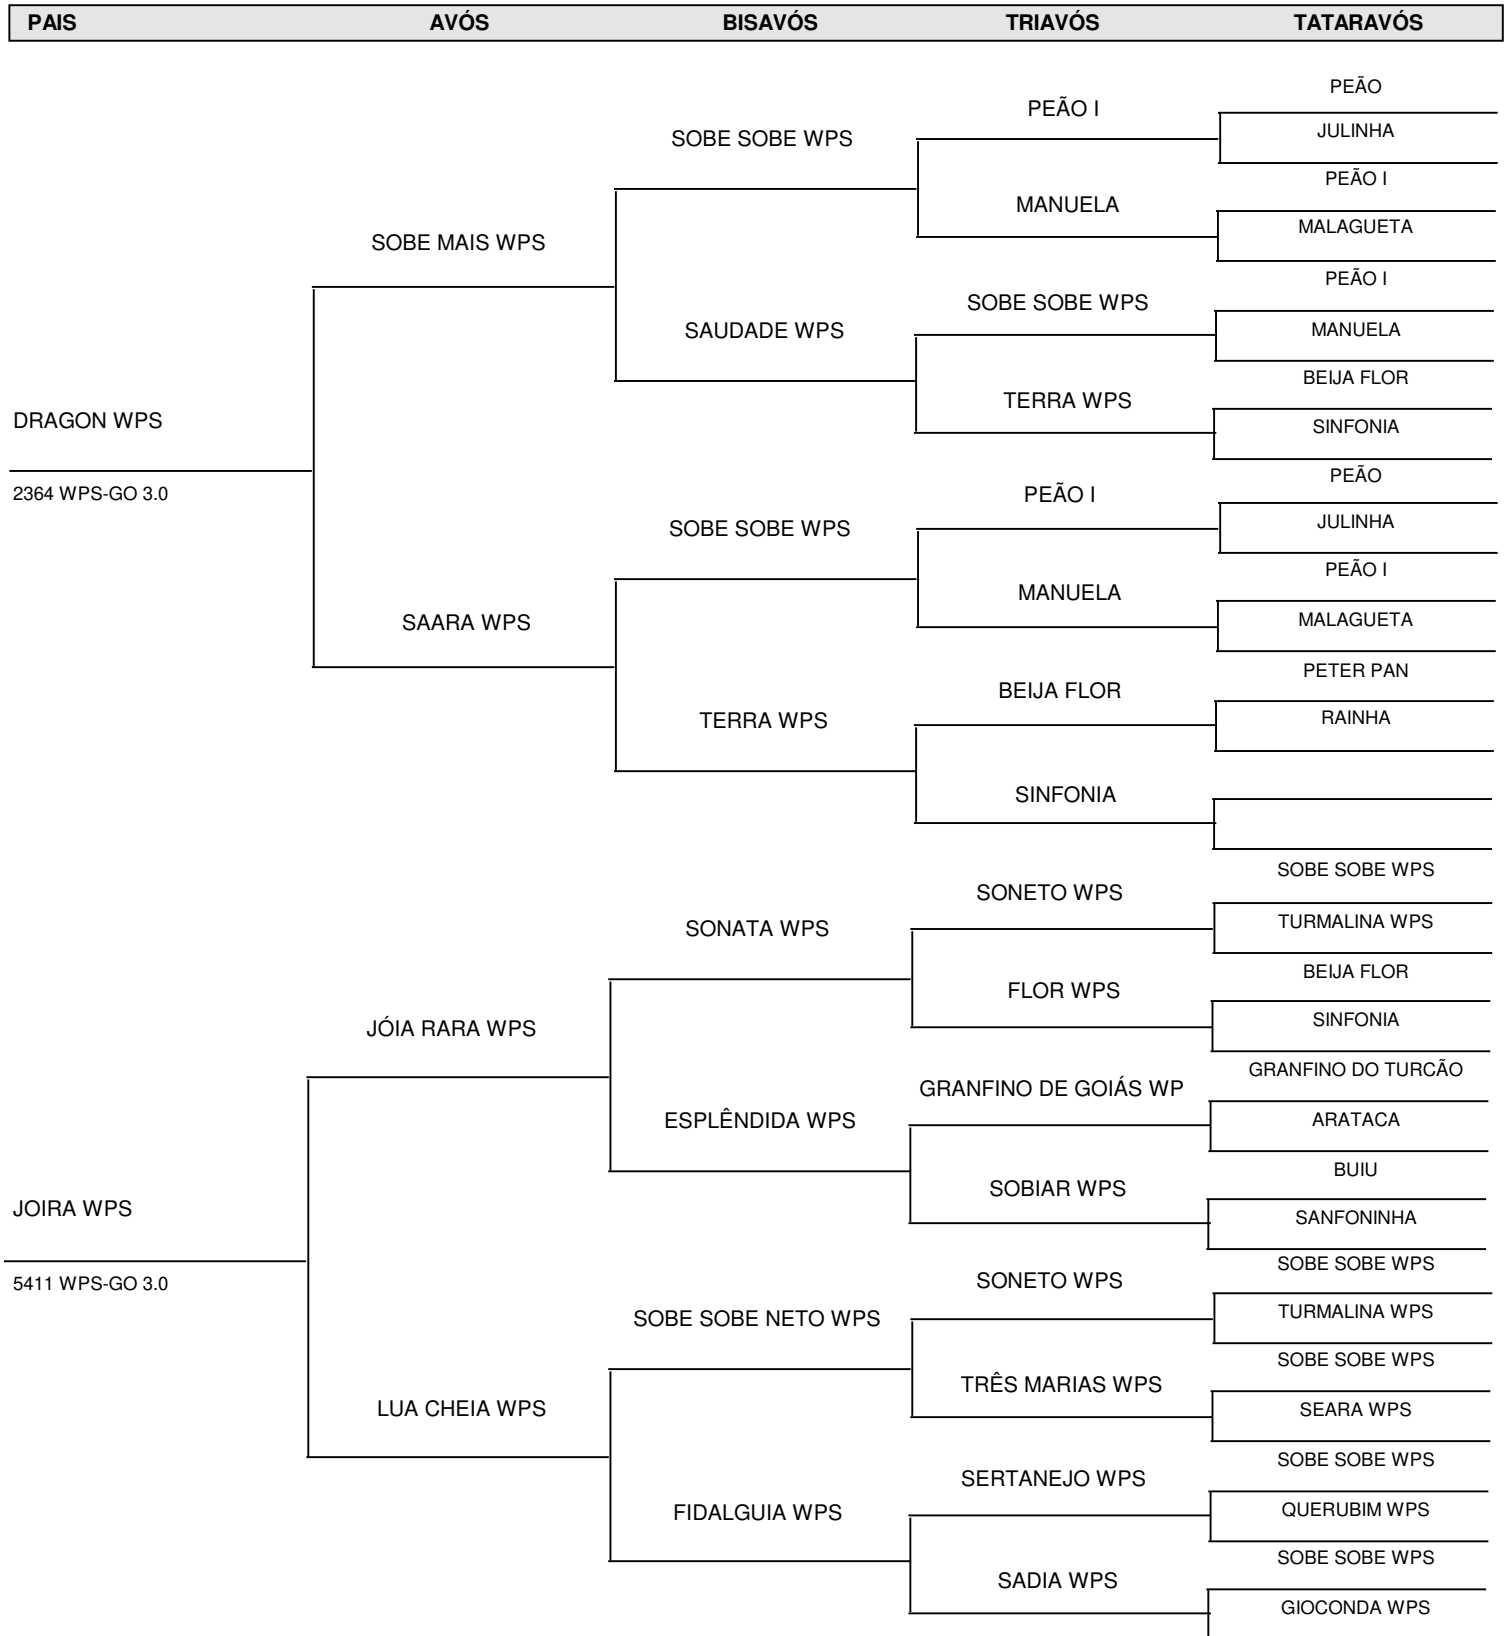 PAIS AVÓS BISAVÓS TRIAVÓS TATARAVÓS
PEÃO
PEÃO I
JULINHA
SOBE SOBE WPS
PEÃO I
MANUELA
MALAGUETA
SOBE MAIS WPS
PEÃO I
SOBE SOBE WPS
SAUDADE WPS
MANUELA
BEIJA FLOR
TERRA WPS
DRAGON WPS
SINFONIA
PEÃO
2364 WPS-GO 3.0
PEÃO I
JULINHA
SOBE SOBE WPS
PEÃO I
MANUELA
MALAGUETA
SAARA WPS
PETER PAN
BEIJA FLOR
RAINHA
TERRA WPS
SINFONIA
SOBE SOBE WPS
SONETO WPS
TURMALINA WPS
SONATA WPS
BEIJA FLOR
FLOR WPS
SINFONIA
JÓIA RARA WPS
GRANFINO DO TURCÃO
GRANFINO DE GOIÁS WP
ARATACA
ESPLÊNDIDA WPS
BUIU
SOBIAR WPS
JOIRA WPS
SANFONINHA
SOBE SOBE WPS
5411 WPS-GO 3.0
SONETO WPS
TURMALINA WPS
SOBE SOBE NETO WPS
SOBE SOBE WPS
TRÊS MARIAS WPS
LUA CHEIA WPS
SEARA WPS
SOBE SOBE WPS
SERTANEJO WPS
QUERUBIM WPS
FIDALGUIA WPS
SOBE SOBE WPS
SADIA WPS
GIOCONDA WPS